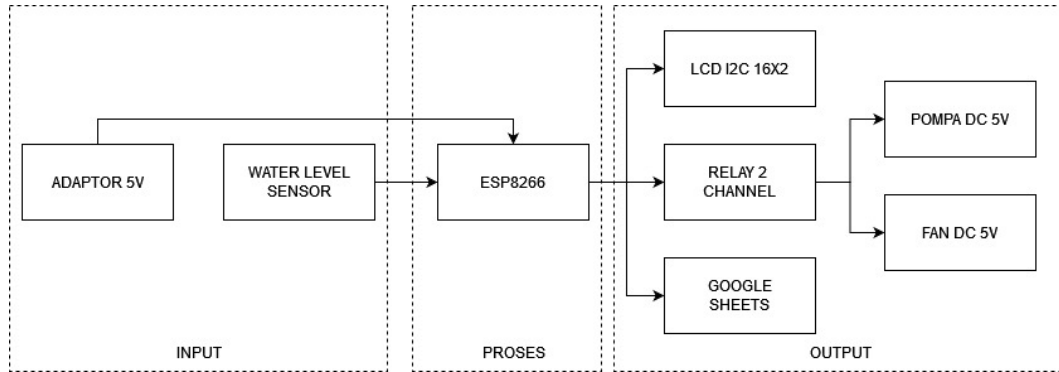 ADAPTOR 5V
WATER LEVEL
SENSOR
INPUT
ESP8266
PROSES
LCD I2C 16X2
RELAY 2
CHANNEL
GOOGLE
SHEETS
POMPA DC 5V
FAN DC 5V
OUTPUT